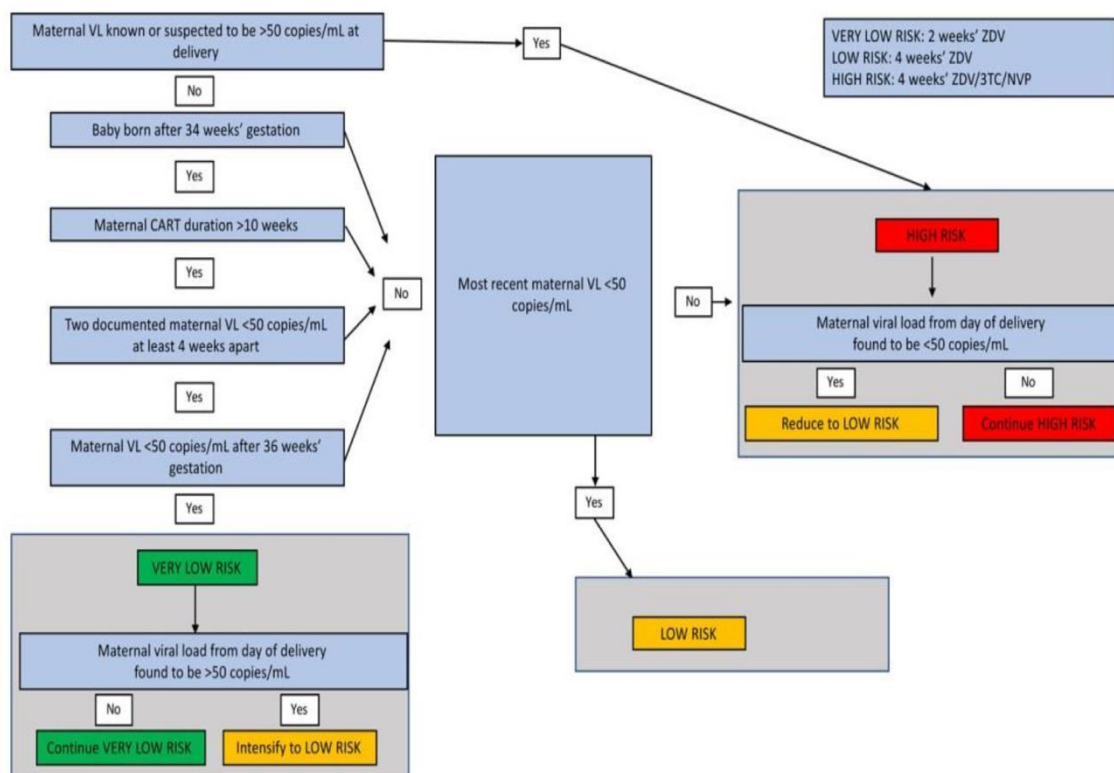 Maternal VL known or suspected to be >50 copies/mL at
delivery
Yes
VERY LOW RISK: 2 weeks’ ZDV
LOW RISK: 4 weeks’ ZDV
HIGH RISK: 4 weeks’ ZDV/3TC/NVP
No
Baby born after 34 weeks’ gestation
Yes
Maternal CART duration >10 weeks
Yes
Two documented maternal VL <50 copies/mL
at least 4 weeks apart
Yes
Maternal VL <50 copies/mL after 36 weeks’
gestation
Yes
No
Most recent maternal VL <50
copies/mL
No
HIGH RISK
Maternal viral load from day of delivery
found to be <50 copies/mL
Yes
No
Reduce to LOW RISK
Continue HIGH RISK
Yes
LOW RISK
VERY LOW RISK
Maternal viral load from day of delivery
found to be >50 copies/mL
No
Yes
Continue VERY LOW RISK
Intensify to LOW RISK